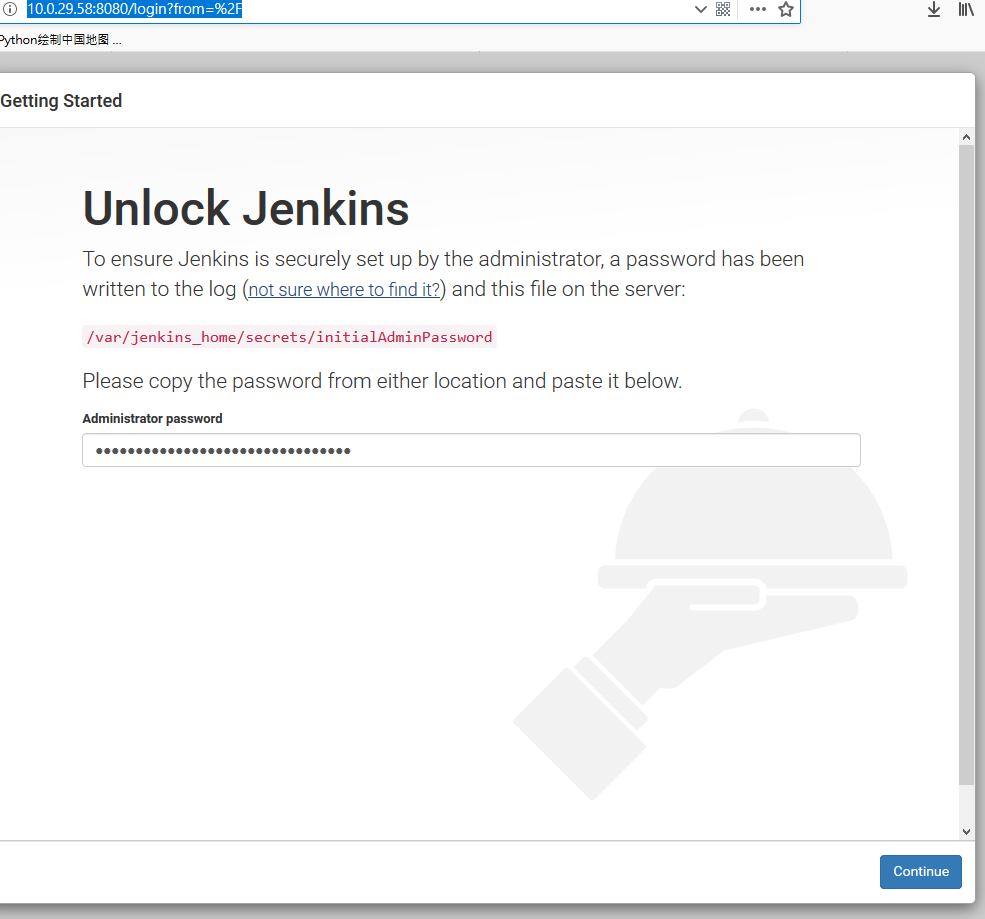 10.0.29.58:8080/login?from=%2F
Python绘制中国地图 ...
Getting Started
Unlock Jenkins
To ensure Jenkins is securely set up by the administrator, a password has been
written to the log (not sure where to find it?) and this file on the server:
/var/jenkins_home/secrets/initialAdminPassword
Please copy the password from either location and paste it below.
Administrator password
••••••••••••••••••••••••••••••••
Continue